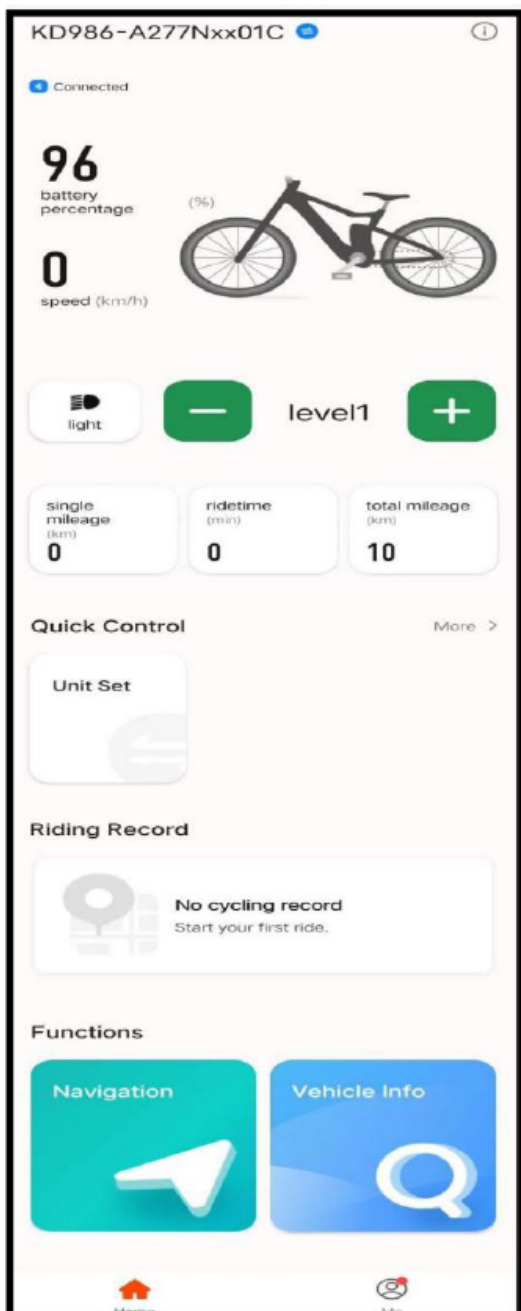 KD986-A277Nxx01C
Connected
96
battery
percentage
(%)
0
speed (km/h)
light
level1
single
mileage
(km)
0
ridetime
(min)
0
total mileage
(km)
10
Quick Control
More >
Unit Set
Riding Record
No cycling record
Start your first ride.
Functions
Navigation
Vehicle Info